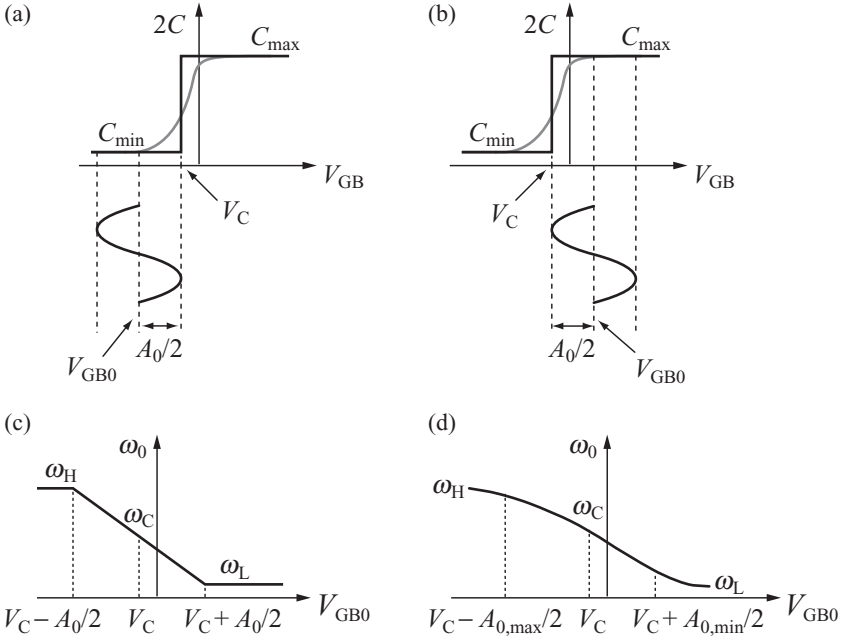 (a)
2C
C_max
C_min
V_GB
V_C
V_GB0
A_0/2
(b)
2C
C_max
C_min
V_GB
V_C
A_0/2
V_GB0
(c)
ω_0
ω_H
ω_C
ω_L
V_C − A_0/2 V_C V_C + A_0/2 V_GB0
(d)
ω_0
ω_H
ω_C
ω_L
V_C − A_0,max/2 V_C V_C + A_0,min/2 V_GB0